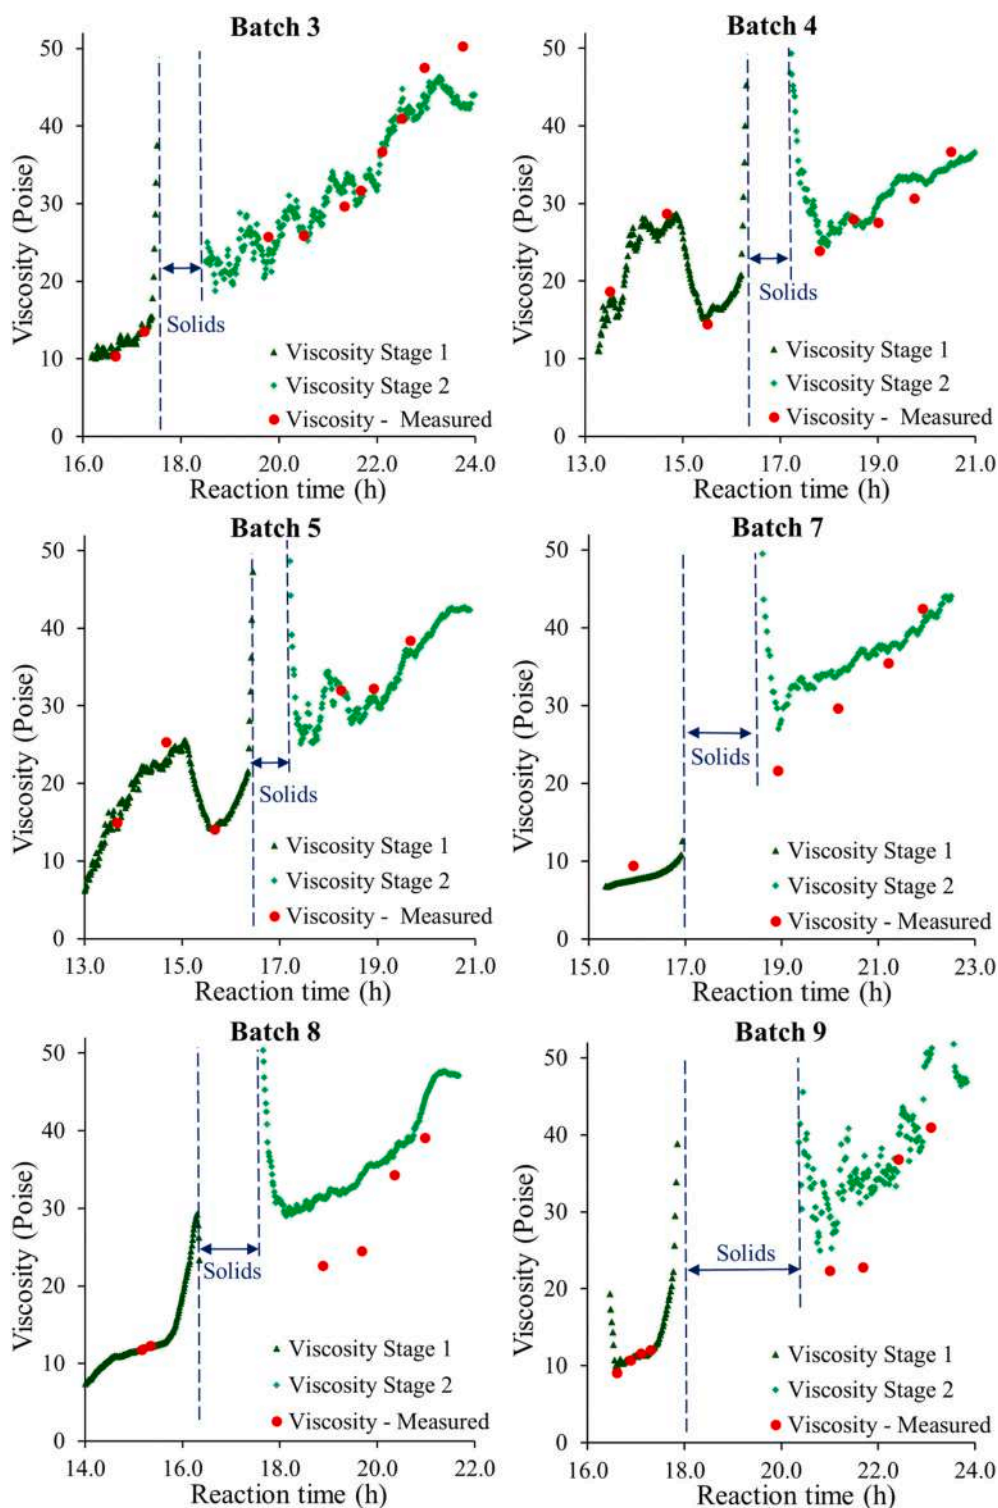 Batch 3
50
40
30
20
10
0
Viscosity (Poise)
Solids
Viscosity Stage 1
Viscosity Stage 2
Viscosity - Measured
16.0 18.0 20.0 22.0 24.0
Reaction time (h)
Batch 4
50
40
30
20
10
0
Viscosity (Poise)
Solids
Viscosity Stage 1
Viscosity Stage 2
Viscosity - Measured
13.0 15.0 17.0 19.0 21.0
Reaction time (h)
Batch 5
50
40
30
20
10
0
Viscosity (Poise)
Solids
Viscosity Stage 1
Viscosity Stage 2
Viscosity - Measured
13.0 15.0 17.0 19.0 21.0
Reaction time (h)
Batch 7
50
40
30
20
10
0
Viscosity (Poise)
Solids
Viscosity Stage 1
Viscosity Stage 2
Viscosity - Measured
15.0 17.0 19.0 21.0 23.0
Reaction time (h)
Batch 8
50
40
30
20
10
0
Viscosity (Poise)
Solids
Viscosity Stage 1
Viscosity Stage 2
Viscosity - Measured
14.0 16.0 18.0 20.0 22.0
Reaction time (h)
Batch 9
50
40
30
20
10
0
Viscosity (Poise)
Solids
Viscosity Stage 1
Viscosity Stage 2
Viscosity - Measured
16.0 18.0 20.0 22.0 24.0
Reaction time (h)